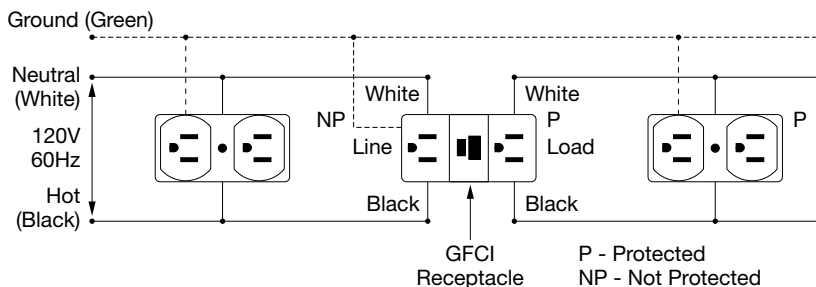 Ground (Green)
Neutral
(White)
120V
60Hz
Hot
(Black)
NP
White
Line
Black
White
P
Load
Black
P
GFCI
Receptacle
P - Protected
NP - Not Protected